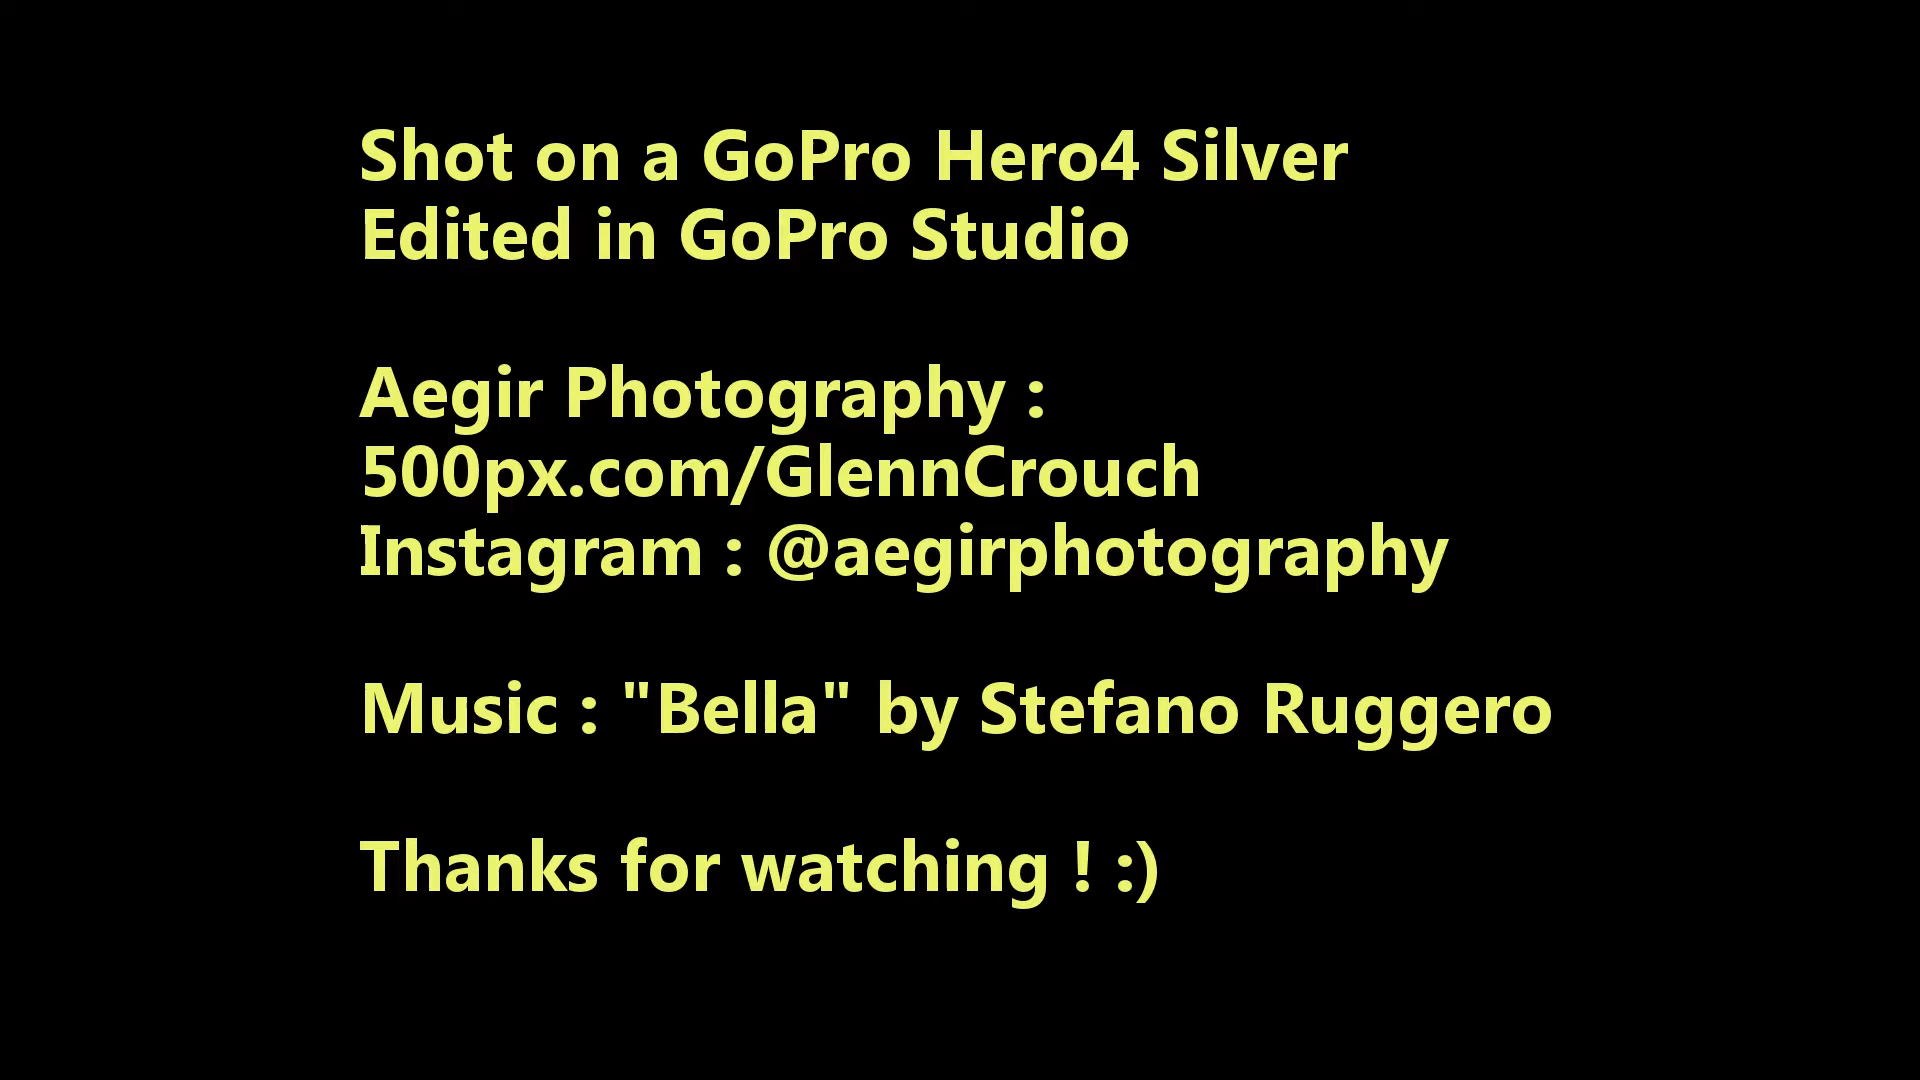 Shot on a GoPro Hero4 Silver
Edited in GoPro Studio
Aegir Photography :
500px.com/GlennCrouch
Instagram : @aegirphotography
Music : "Bella" by Stefano Ruggero
Thanks for watching ! :)